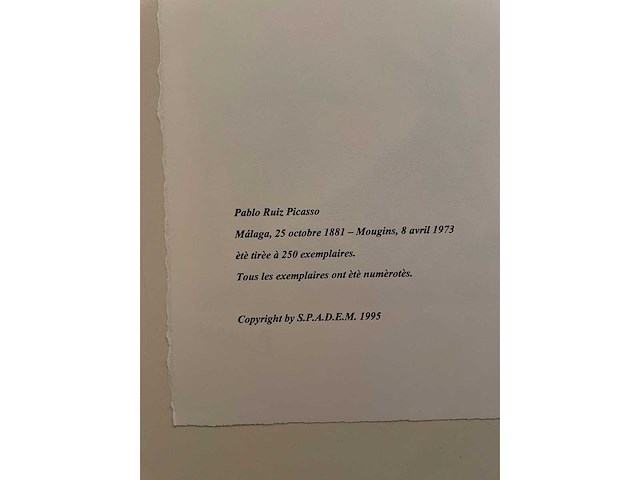 Pablo Ruiz Picasso
Málaga, 25 octobre 1881 – Mougins, 8 avril 1973
ètè tirèe à 250 exemplaires.
Tous les exemplaires ont ètè numèrotès.
Copyright by S.P.A.D.E.M. 1995